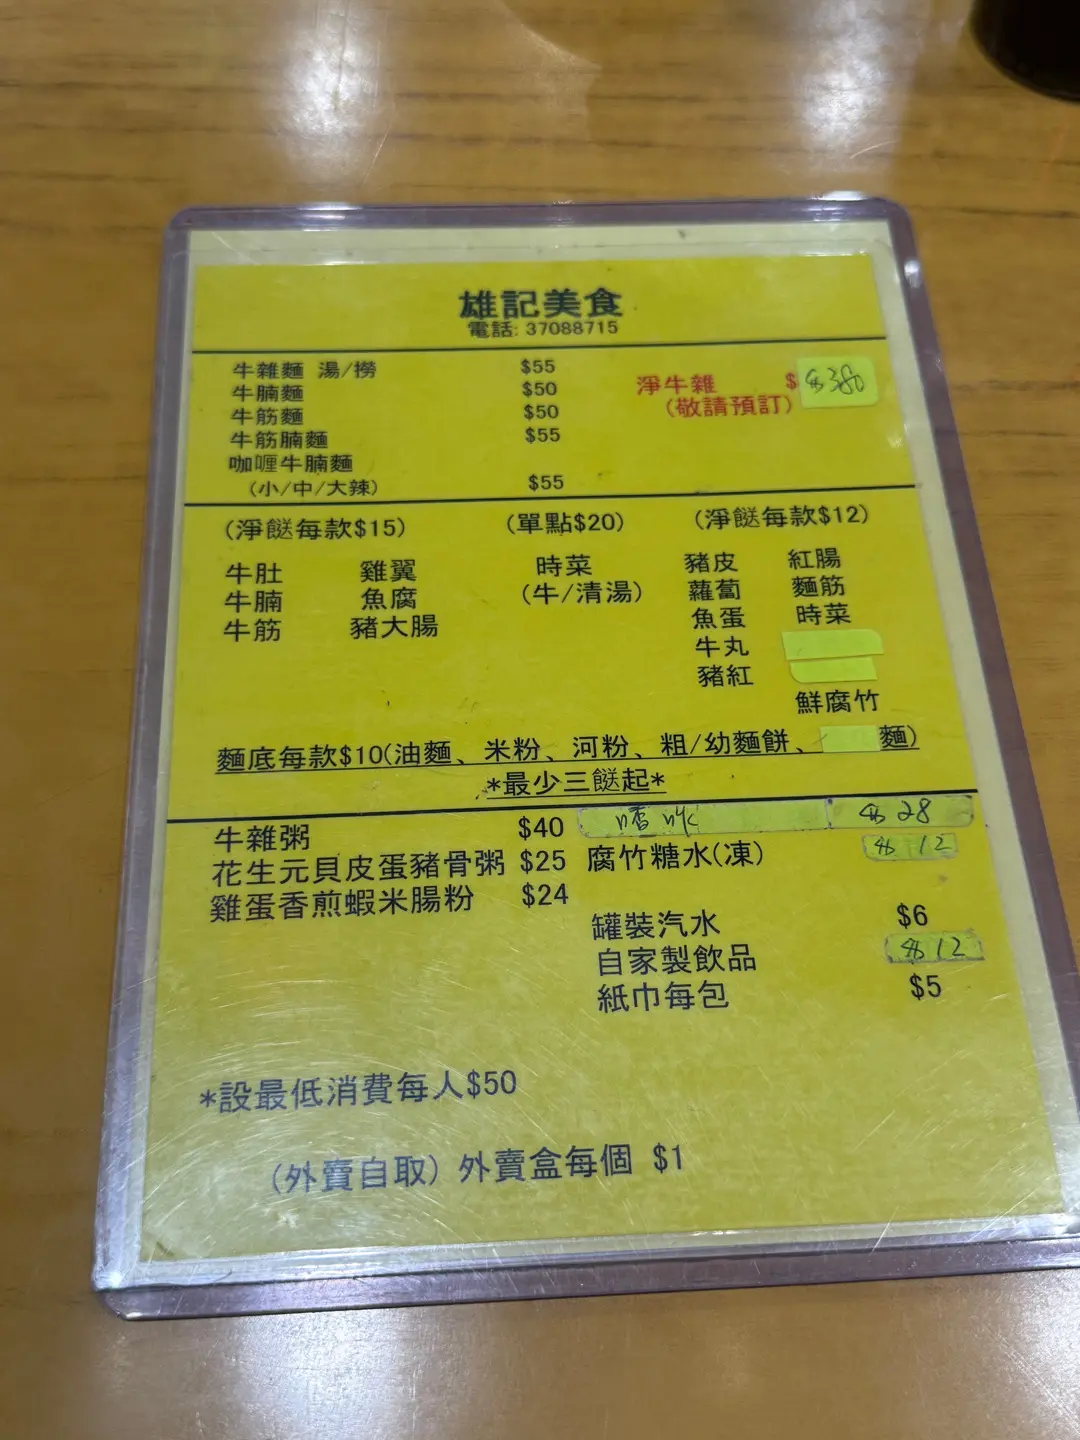 雄記美食
電話: 37088715
牛雜麵 湯/撈 $55
牛腩麵 $50
牛筋麵 $50
牛筋腩麵 $55
咖喱牛腩麵
(小/中/大辣) $55
淨牛雜 $ $380
(敬請預訂)
(淨餸每款$15)
牛肚 雞翼
牛腩 魚腐
牛筋 豬大腸
(單點$20)
時菜
(牛/清湯)
(淨餸每款$12)
豬皮 紅腸
蘿蔔 麵筋
魚蛋 時菜
牛丸
豬紅
鮮腐竹
麵底每款$10(油麵、米粉、河粉、粗/幼麵餅、麵)
*最少三餸起*
牛雜粥 $40
花生元貝皮蛋豬骨粥 $25
雞蛋香煎蝦米腸粉 $24
$28
腐竹糖水(凍) $12
罐裝汽水 $6
自家製飲品 $12
紙巾每包 $5
*設最低消費每人$50
(外賣自取) 外賣盒每個 $1